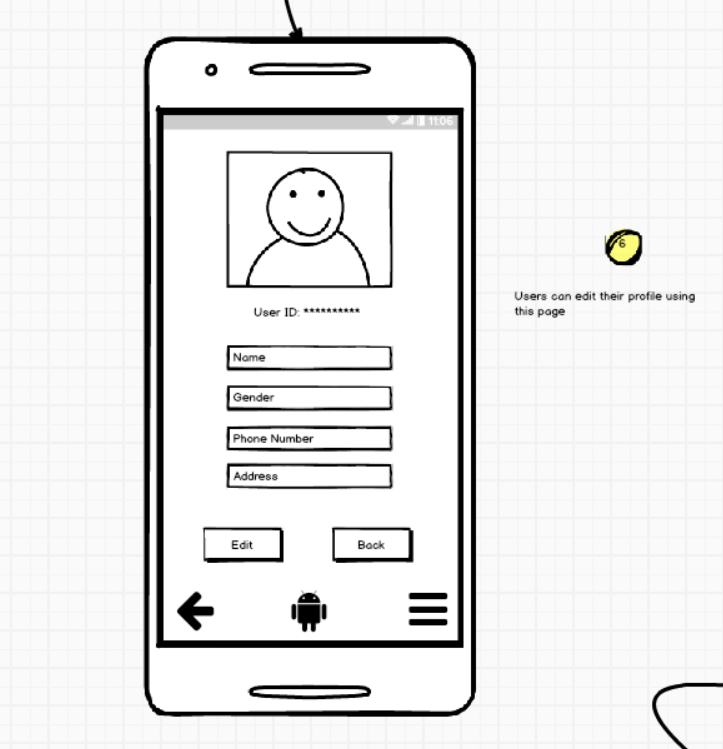 11:06
User ID: **********
Name
Gender
Phone Number
Address
Edit
Back
6
Users can edit their profile using
this page